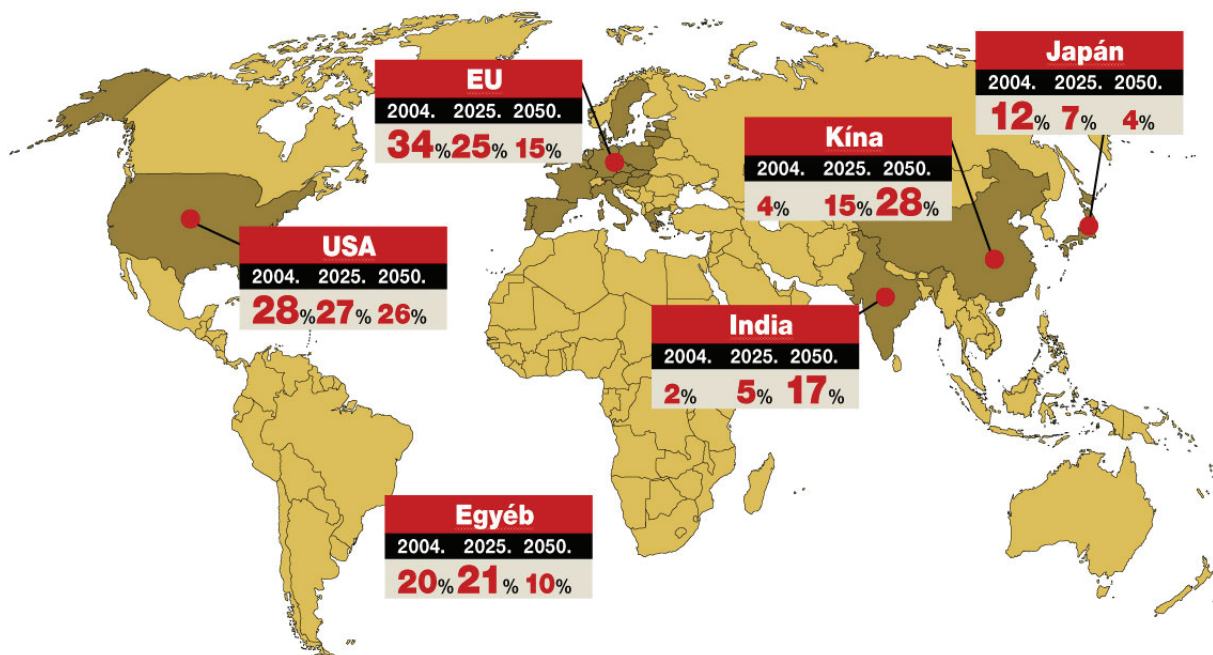 Japán
2004. 2025. 2050.
12% 7% 4%
EU
2004. 2025. 2050.
34% 25% 15%
Kína
2004. 2025. 2050.
4% 15% 28%
USA
2004. 2025. 2050.
28% 27% 26%
India
2004. 2025. 2050.
2% 5% 17%
Egyéb
2004. 2025. 2050.
20% 21% 10%